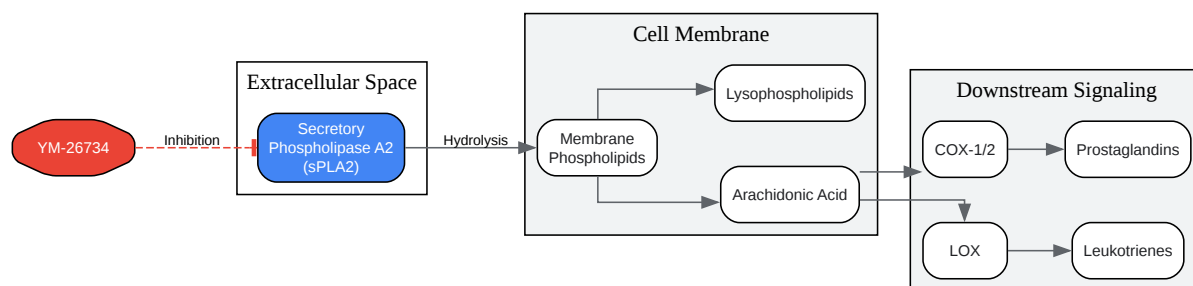 YM-26734
Inhibition
Extracellular Space
Secretory
Phospholipase A2
(sPLA2)
Hydrolysis
Cell Membrane
Membrane
Phospholipids
Lysophospholipids
Arachidonic Acid
Downstream Signaling
COX-1/2
Prostaglandins
LOX
Leukotrienes